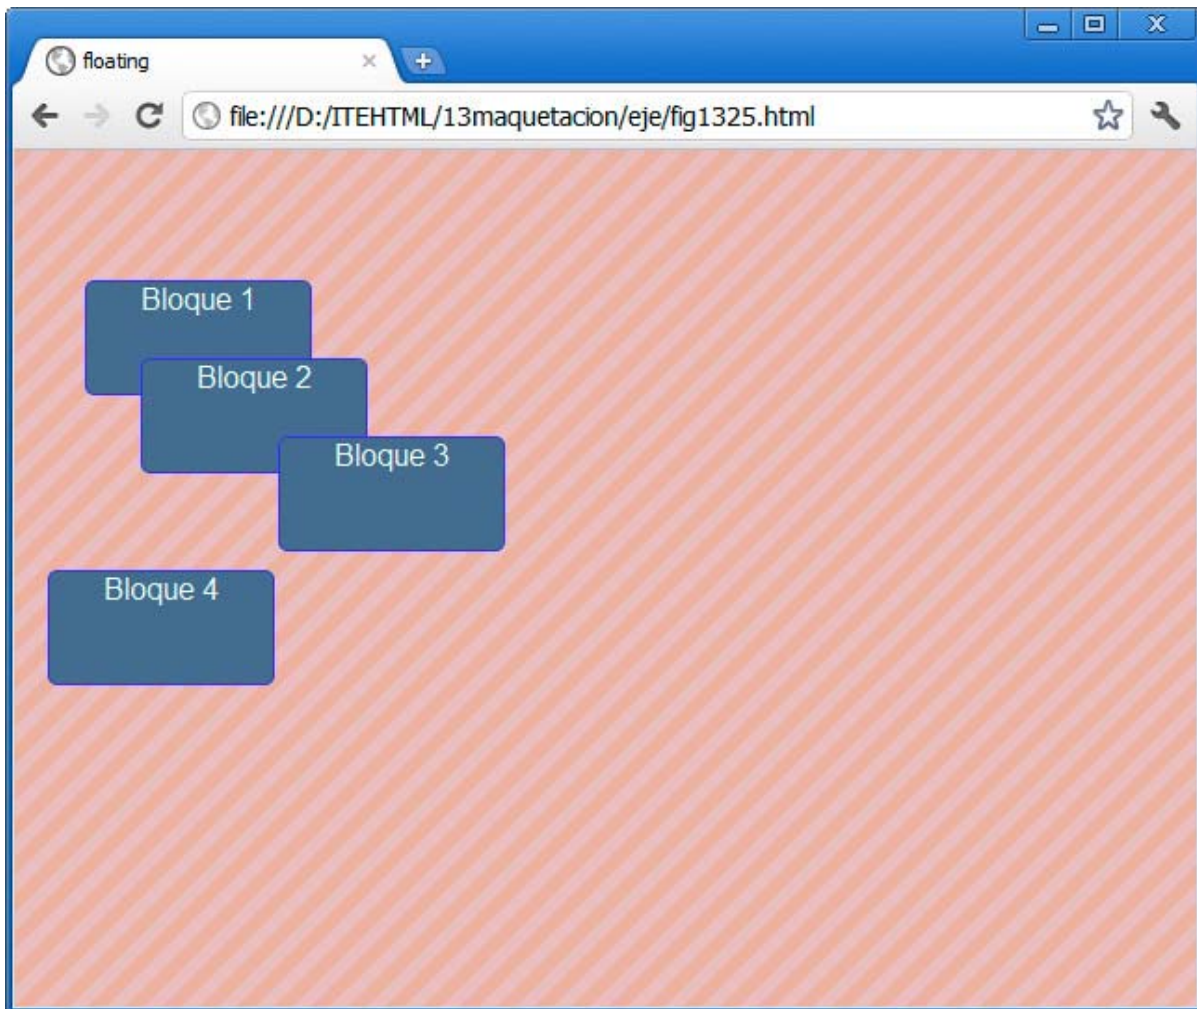 floating
file:///D:/ITEHTML/13maquetacion/eje/fig1325.html
Bloque 1
Bloque 2
Bloque 3
Bloque 4